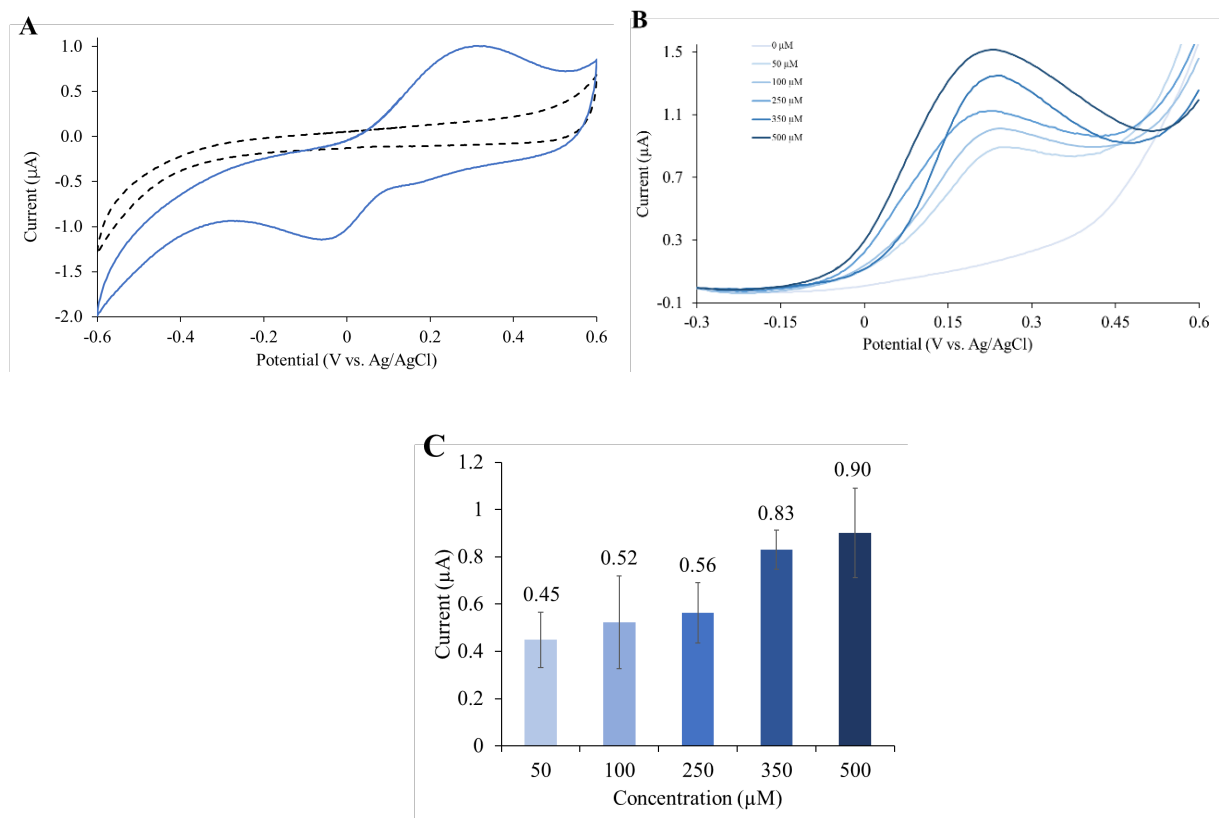 A
1.0
0.5
0.0
-0.5
-1.0
-1.5
-2.0
Current (µA)
-0.6
-0.4
-0.2
0
0.2
0.4
0.6
Potential (V vs. Ag/AgCl)
B
1.5
1.1
0.7
0.3
-0.1
Current (µA)
0 µM
50 µM
100 µM
250 µM
350 µM
500 µM
-0.3
-0.15
0
0.15
0.3
0.45
0.6
Potential (V vs. Ag/AgCl)
C
1.2
1
0.8
0.6
0.4
0.2
0
Current (µA)
0.45
0.52
0.56
0.83
0.90
50
100
250
350
500
Concentration (µM)